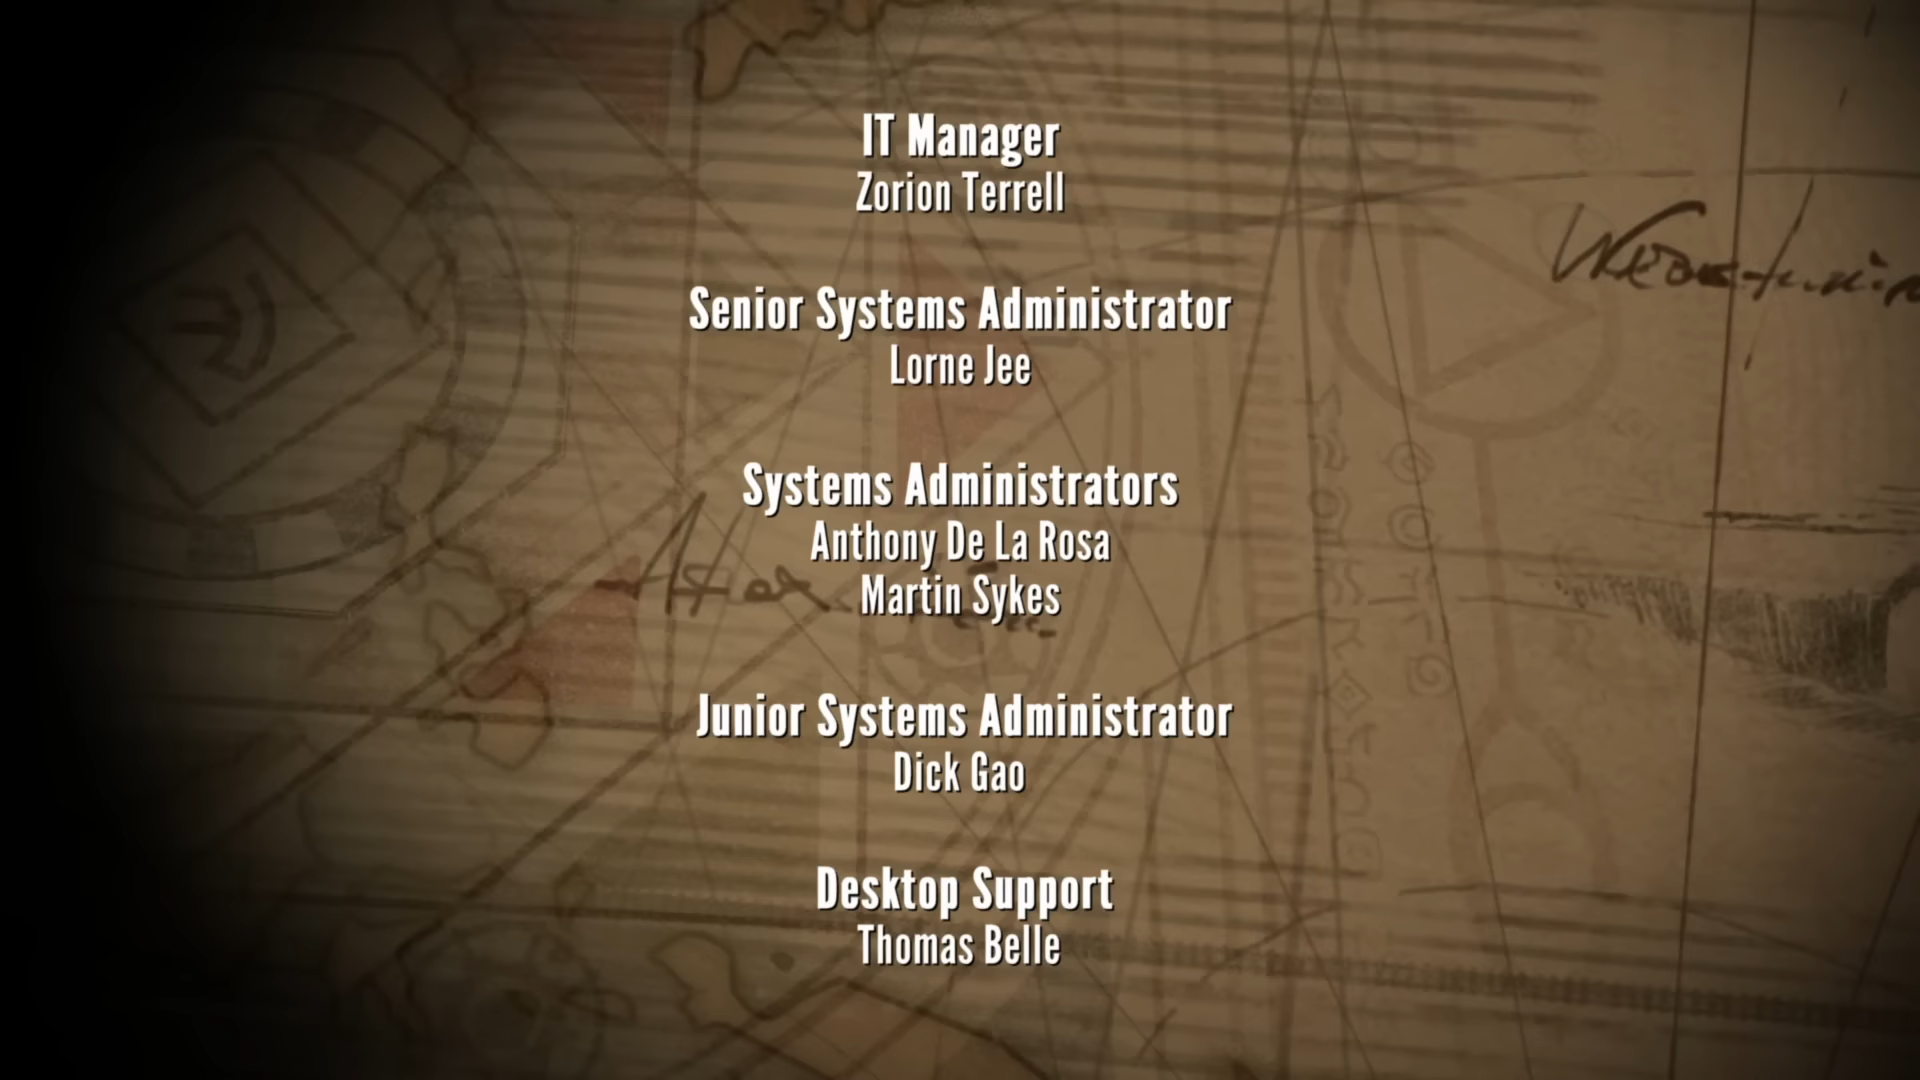 IT Manager
Zorion Terrell
Senior Systems Administrator
Lorne Jee
Systems Administrators
Anthony De La Rosa
Martin Sykes
Junior Systems Administrator
Dick Gao
Desktop Support
Thomas Belle